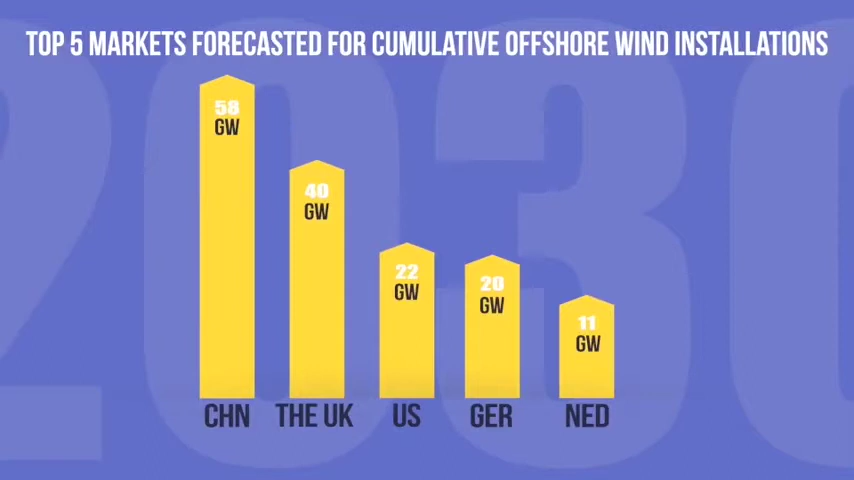 2030
TOP 5 MARKETS FORECASTED FOR CUMULATIVE OFFSHORE WIND INSTALLATIONS
58
GW
40
GW
22
GW
20
GW
11
GW
CHN THE UK US GER NED